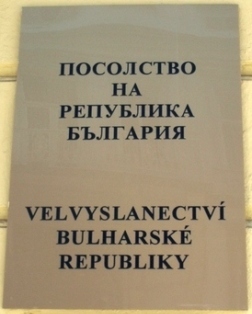 ПОСОЛСТВО
НА
РЕПУБЛИКА
БЪЛГАРИЯ
VELVYSLANECTVÍ
BULHARSKÉ
REPUBLIKY